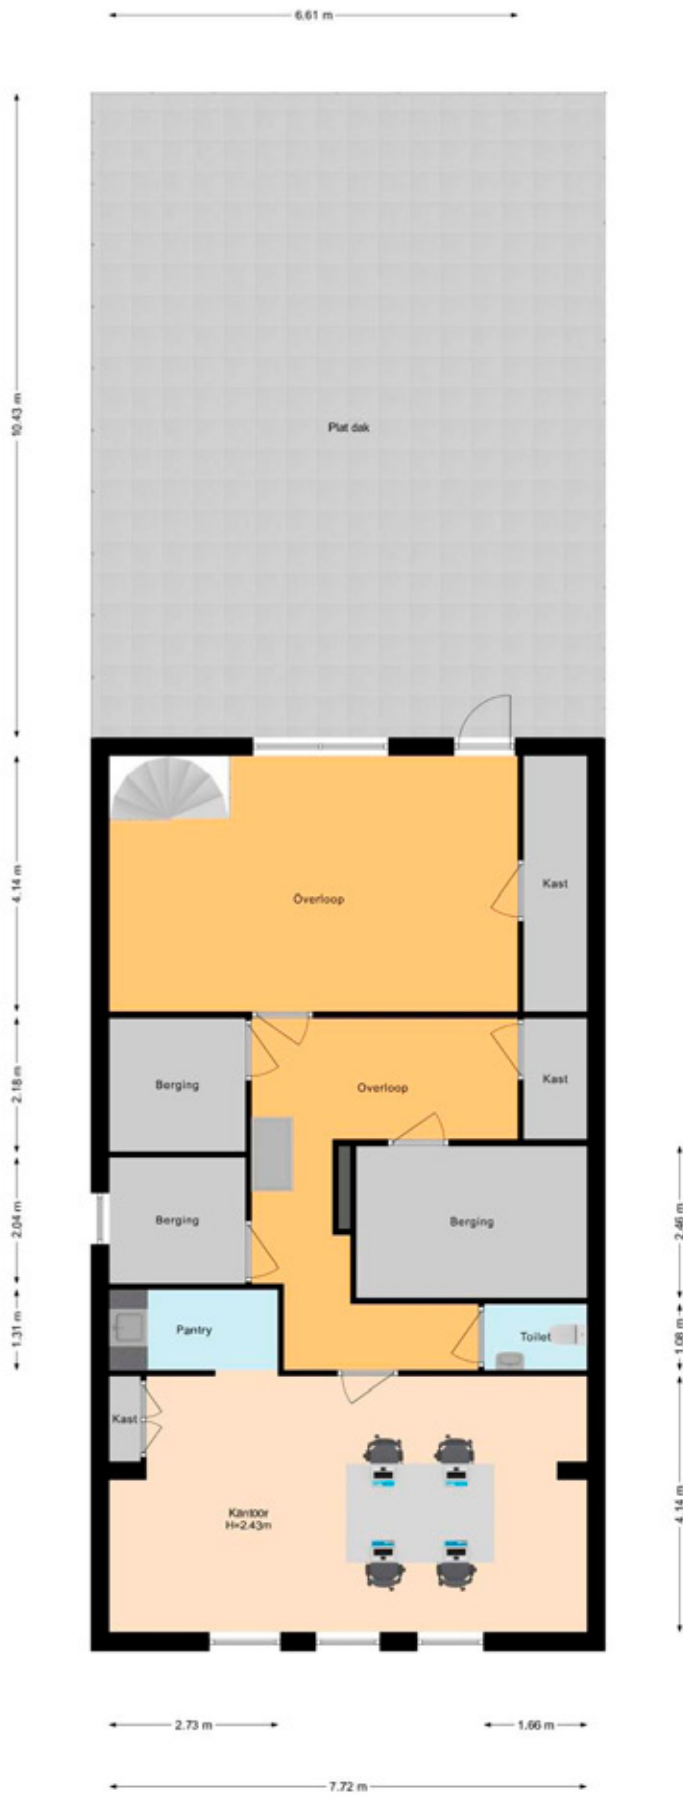 6.61 m
10.43 m
Plat dak
4.14 m
Overloop
Kast
2.18 m
Berging
Overloop
Kast
2.04 m
Berging
Berging
2.46 m
1.31 m
Pantry
Toilet
1.08 m
Kast
Kantoor
H=2.43m
4.14 m
2.73 m
1.66 m
7.72 m